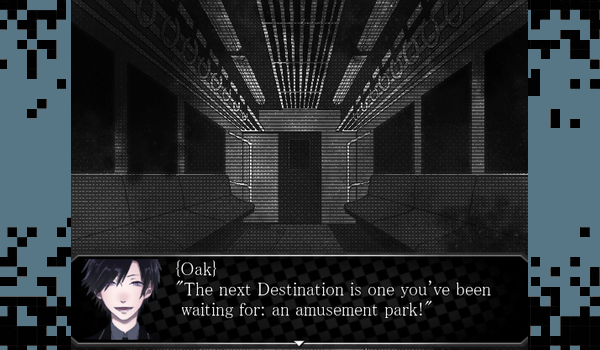 {Oak}
"The next Destination is one you've been
waiting for: an amusement park!"